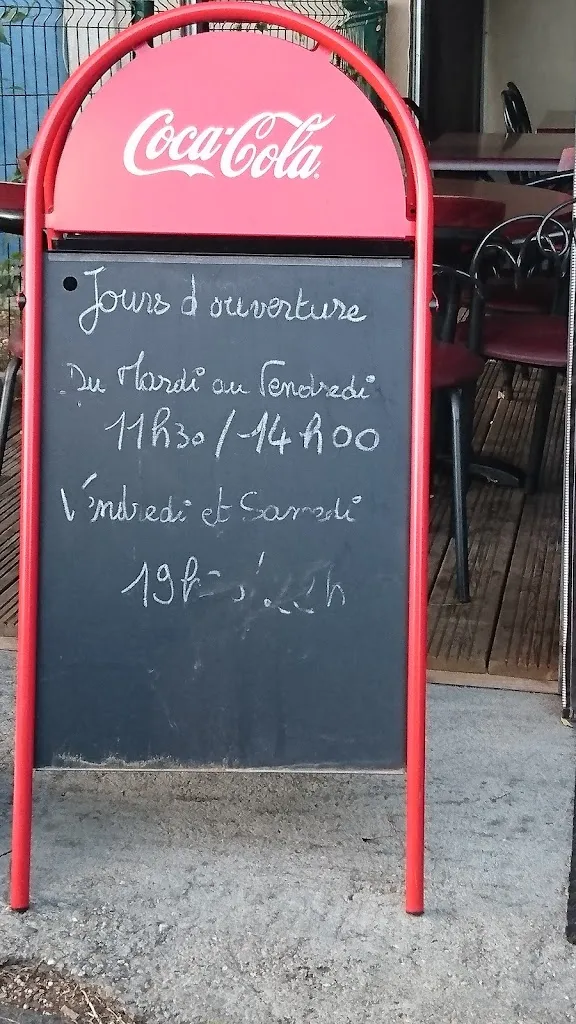 Coca-Cola
Jours d'ouverture
Du Mardi au Vendredi
11h30 / 14h00
Vendredi et Samedi
19h